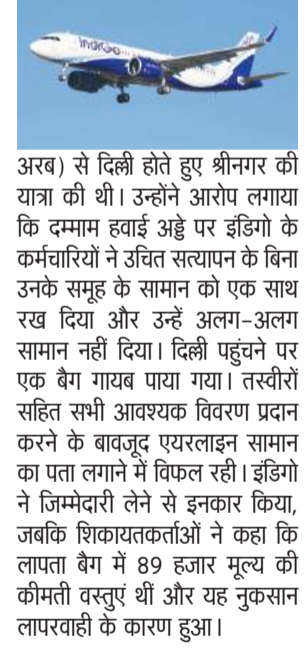 IndiGo
अरब) से दिल्ली होते हुए श्रीनगर की
यात्रा की थी। उन्होंने आरोप लगाया
कि दम्माम हवाई अड्डे पर इंडिगो के
कर्मचारियों ने उचित सत्यापन के बिना
उनके समूह के सामान को एक साथ
रख दिया और उन्हें अलग-अलग
सामान नहीं दिया। दिल्ली पहुंचने पर
एक बैग गायब पाया गया। तस्वीरों
सहित सभी आवश्यक विवरण प्रदान
करने के बावजूद एयरलाइन सामान
का पता लगाने में विफल रही। इंडिगो
ने जिम्मेदारी लेने से इनकार किया,
जबकि शिकायतकर्ताओं ने कहा कि
लापता बैग में 89 हजार मूल्य की
कीमती वस्तुएं थीं और यह नुकसान
लापरवाही के कारण हुआ।